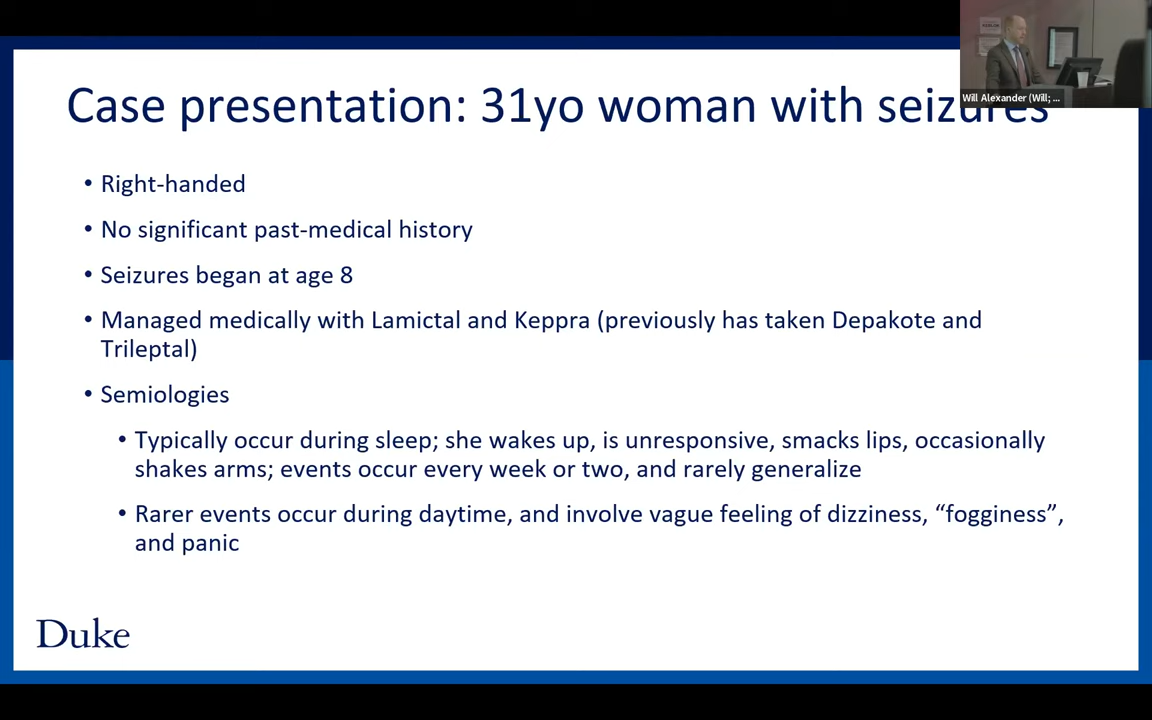 Case presentation: 31yo woman with seizures
Will Alexander (Will; ...
• Right-handed
• No significant past-medical history
• Seizures began at age 8
• Managed medically with Lamictal and Keppra (previously has taken Depakote and
Trileptal)
• Semiologies
• Typically occur during sleep; she wakes up, is unresponsive, smacks lips, occasionally
shakes arms; events occur every week or two, and rarely generalize
• Rarer events occur during daytime, and involve vague feeling of dizziness, “fogginess”,
and panic
Duke